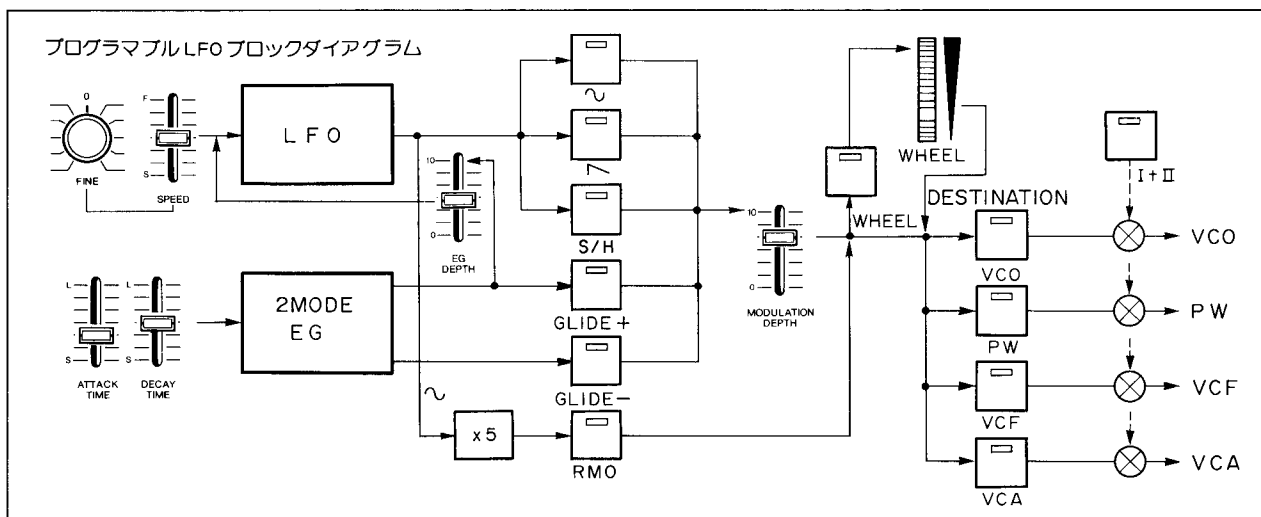 プログラマブルLFOブロックダイアグラム
0
FINE
F
S
SPEED
LFO
10
0
EG
DEPTH
L
S
ATTACK
TIME
L
S
DECAY
TIME
2MODE
EG
~
7
S/H
GLIDE+
GLIDE−
~
x5
RMO
10
0
MODULATION
DEPTH
WHEEL
WHEEL
DESTINATION
VCO
PW
VCF
VCA
I+II
VCO
PW
VCF
VCA